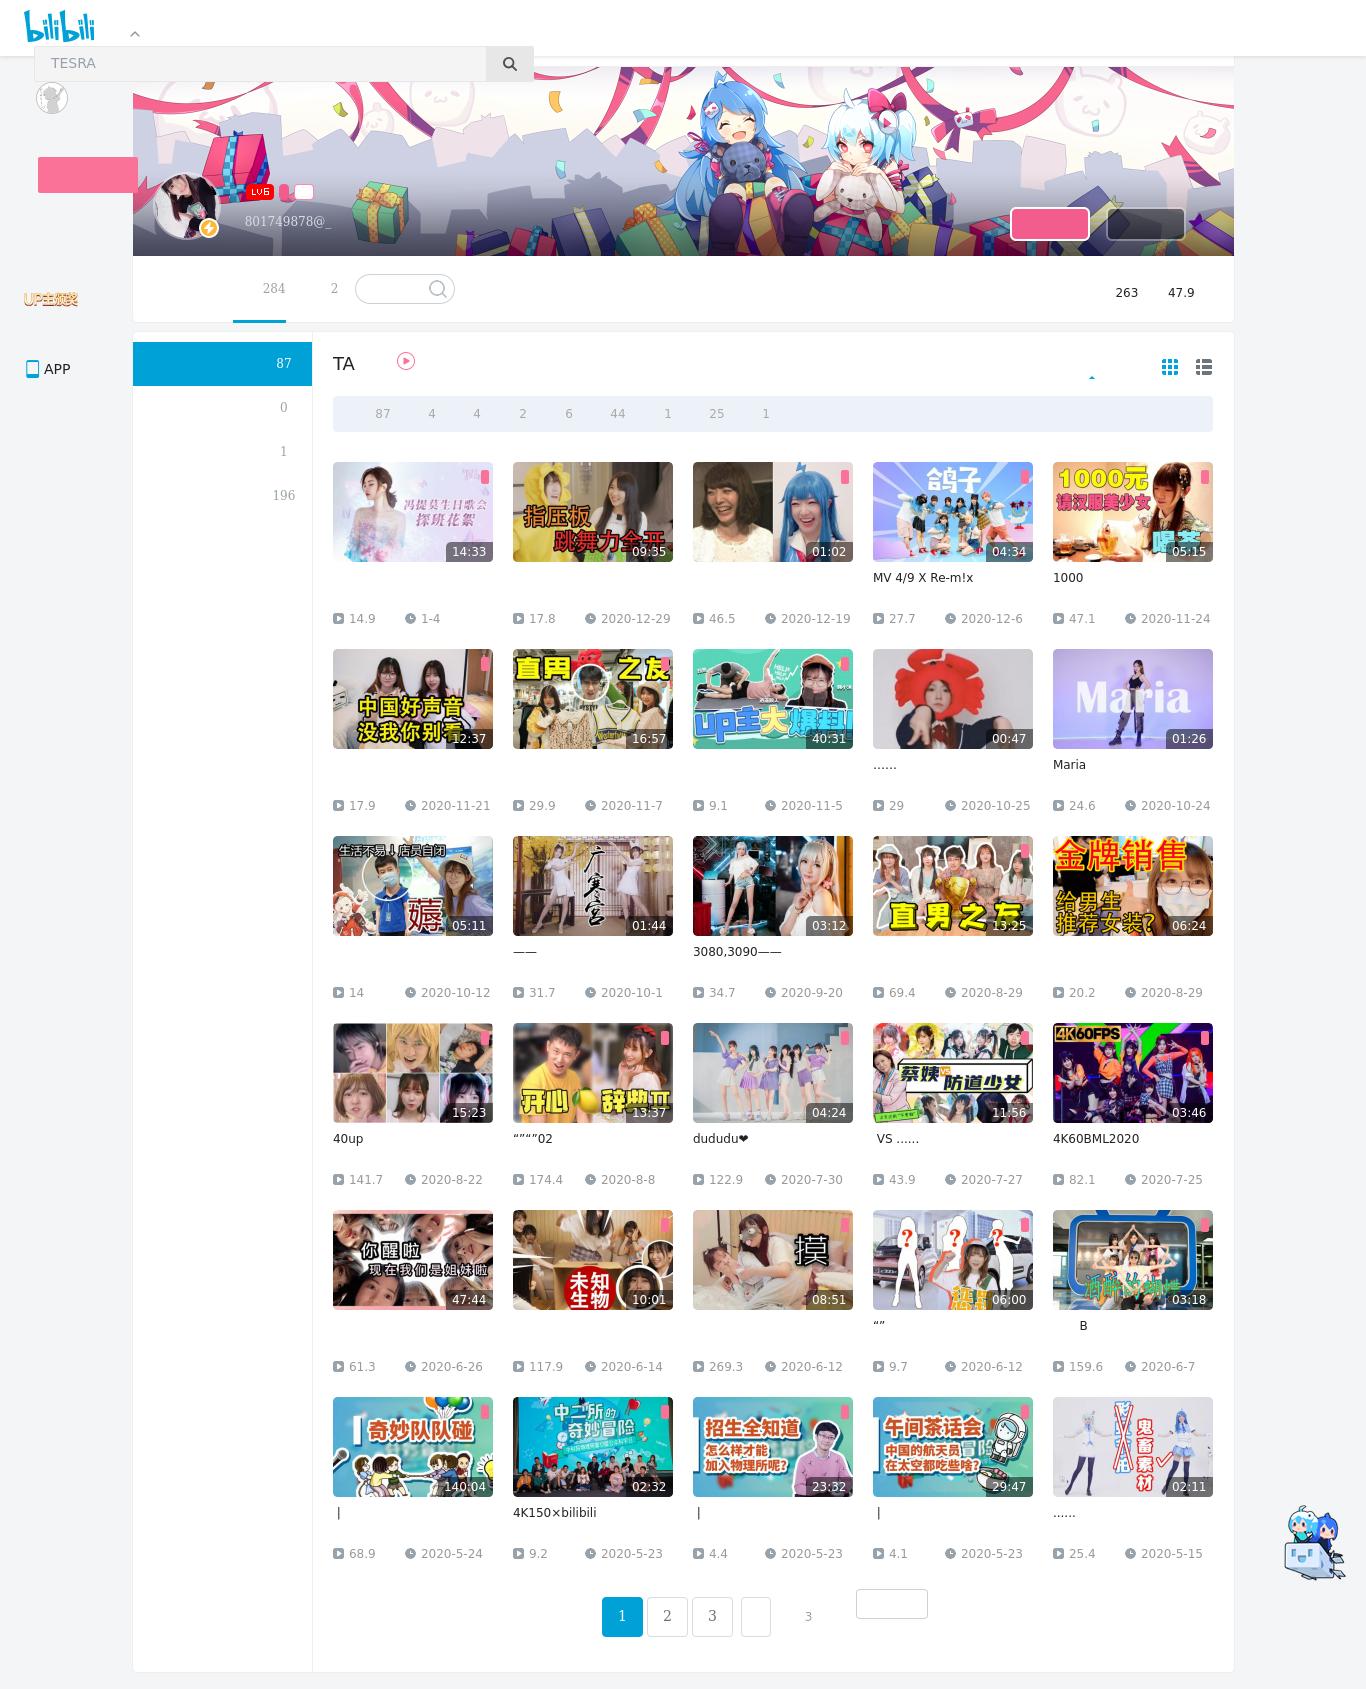 bilibili
TESRA
LV6
801749878@_
284 2 263 47.9
UP主颁奖
APP
87
0
1
196
TA
87 4 4 2 6 44 1 25 1
冯提莫生日歌会
探班花絮
14:33
指压板
跳舞力全开
09:35
01:02
鸽子
04:34
1000元
请汉服美少女
喝茶
05:15
MV 4/9 X Re-m!x
1000
14.9 1-4
17.8 2020-12-29
46.5 2020-12-19
27.7 2020-12-6
47.1 2020-11-24
中国好声音
没我你别看
12:37
直男之友
16:57
up主大爆料
40:31
00:47
Maria
01:26
……
Maria
17.9 2020-11-21
29.9 2020-11-7
9.1 2020-11-5
29 2020-10-25
24.6 2020-10-24
生活不易↓店员自闭
薅
05:11
广寒宫
01:44
03:12
直男之友
13:25
金牌销售
给男生
推荐女装?
06:24
——
3080,3090——
14 2020-10-12
31.7 2020-10-1
34.7 2020-9-20
69.4 2020-8-29
20.2 2020-8-29
15:23
开心 辞典
13:37
04:24
蔡姨VS防道少女
11:56
4K60FPS
03:46
40up
“”“”02
dududu❤
VS ……
4K60BML2020
141.7 2020-8-22
174.4 2020-8-8
122.9 2020-7-30
43.9 2020-7-27
82.1 2020-7-25
你醒啦
现在我们是姐妹啦
47:44
未知
生物
10:01
摸
08:51
? ? ?
06:00
酒醉的蝴蝶
03:18
“”
B
61.3 2020-6-26
117.9 2020-6-14
269.3 2020-6-12
9.7 2020-6-12
159.6 2020-6-7
奇妙队队碰
140:04
中二所的
奇妙冒险
02:32
招生全知道
怎么样才能
加入物理所呢?
23:32
午间茶话会
中国的航天员
在太空都吃些啥?
29:47
鬼畜素材
02:11
|
4K150×bilibili
|
|
……
68.9 2020-5-24
9.2 2020-5-23
4.4 2020-5-23
4.1 2020-5-23
25.4 2020-5-15
1 2 3 3